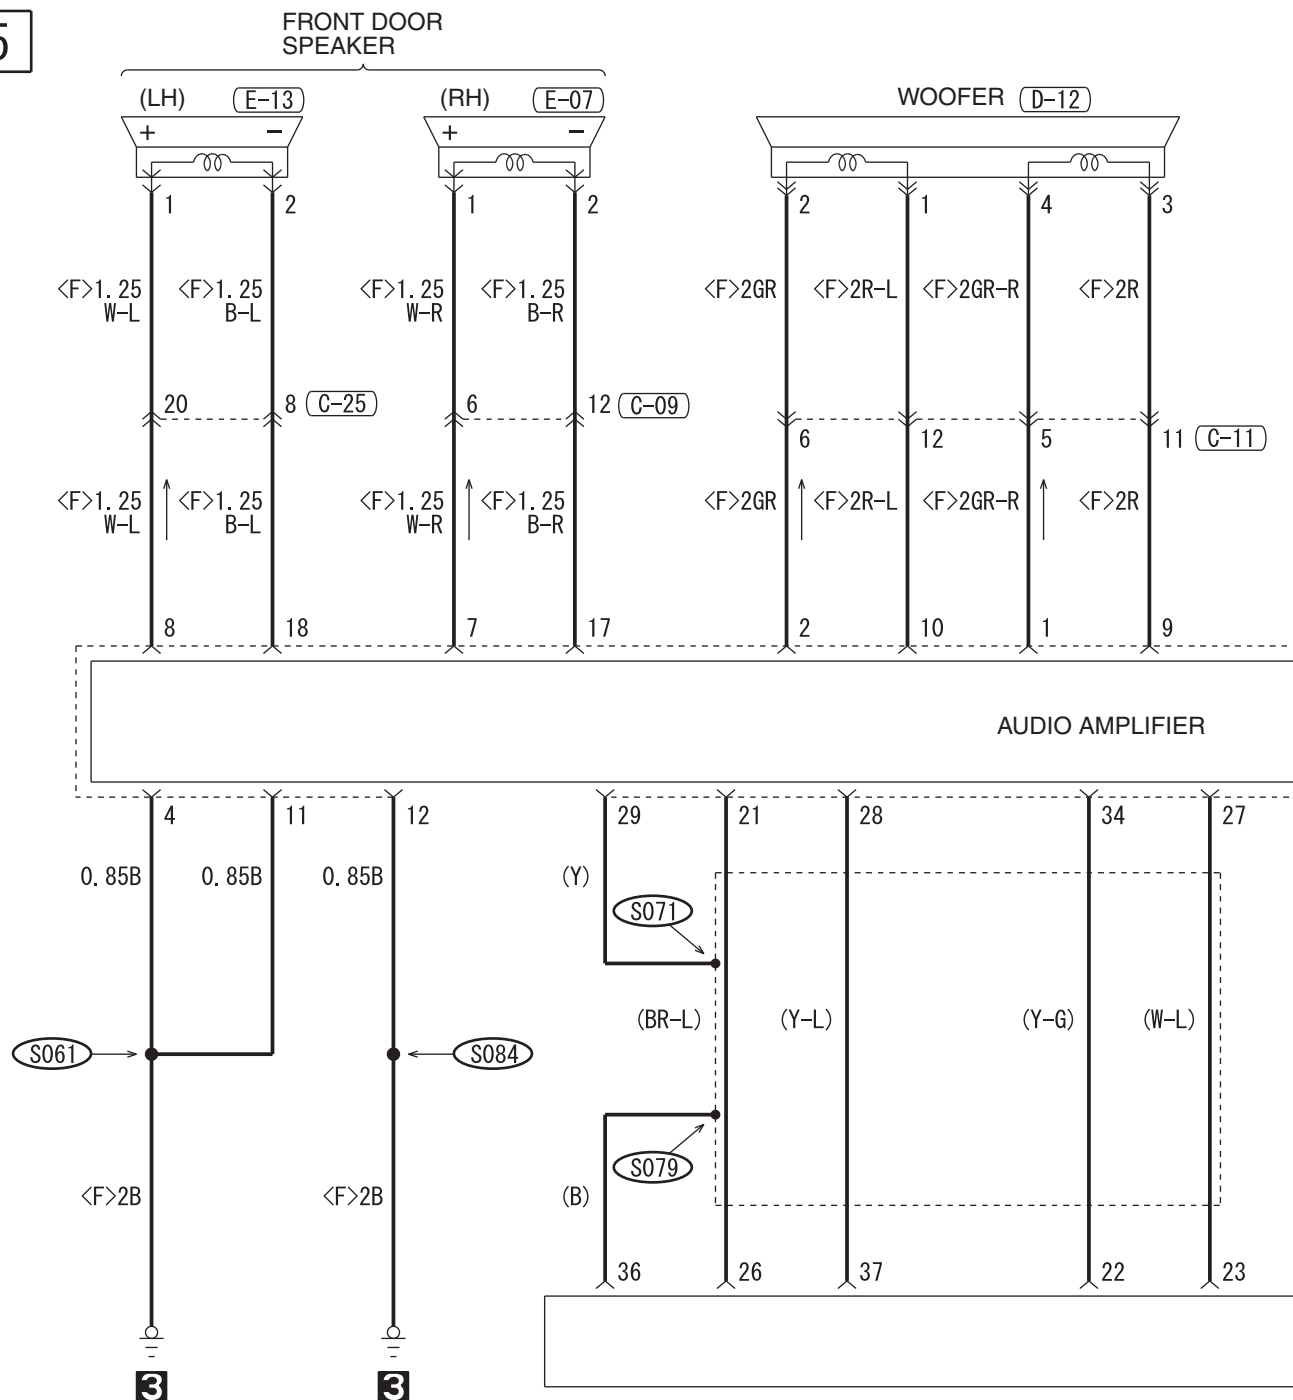 5
FRONT DOOR
SPEAKER
(LH) E-13 (RH) E-07 WOOFER D-12
+ − + −
1 2 1 2 2 1 4 3
<F>1.25 <F>1.25 <F>1.25 <F>1.25 <F>2GR <F>2R-L <F>2GR-R <F>2R
W-L B-L W-R B-R
20 8 C-25 6 12 C-09
6 12 5 11 C-11
<F>1.25 <F>1.25 <F>1.25 <F>1.25 <F>2GR <F>2R-L <F>2GR-R <F>2R
W-L B-L W-R B-R
8 18 7 17 2 10 1 9
AUDIO AMPLIFIER
4 11 12 29 21 28 34 27
0.85B 0.85B 0.85B (Y)
S071
(BR-L) (Y-L) (Y-G) (W-L)
S061 S084
S079
<F>2B <F>2B (B)
36 26 37 22 23
3 3